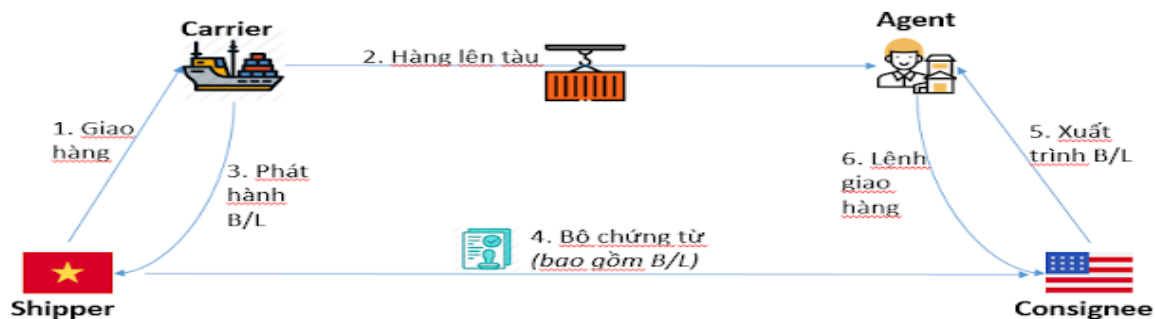 Carrier
Agent
2. Hàng lên tàu
1. Giao
hàng
3. Phát
hành
B/L
5. Xuất
trình B/L
6. Lệnh
giao
hàng
4. Bộ chứng từ
(bao gồm B/L)
Shipper
Consignee